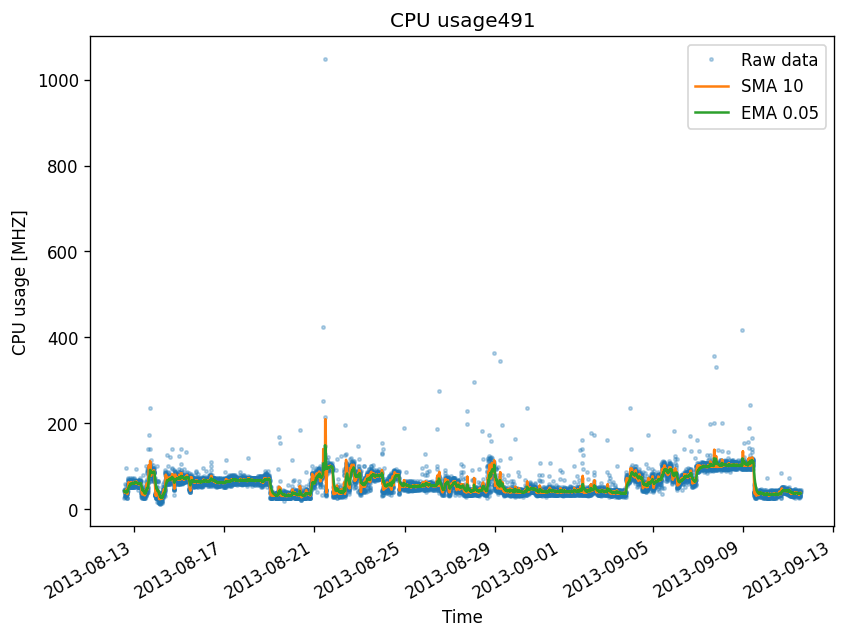 CPU usage491
Raw data
SMA 10
EMA 0.05
CPU usage [MHZ]
1000
800
600
400
200
0
2013-08-13
2013-08-17
2013-08-21
2013-08-25
2013-08-29
2013-09-01
2013-09-05
2013-09-09
2013-09-13
Time